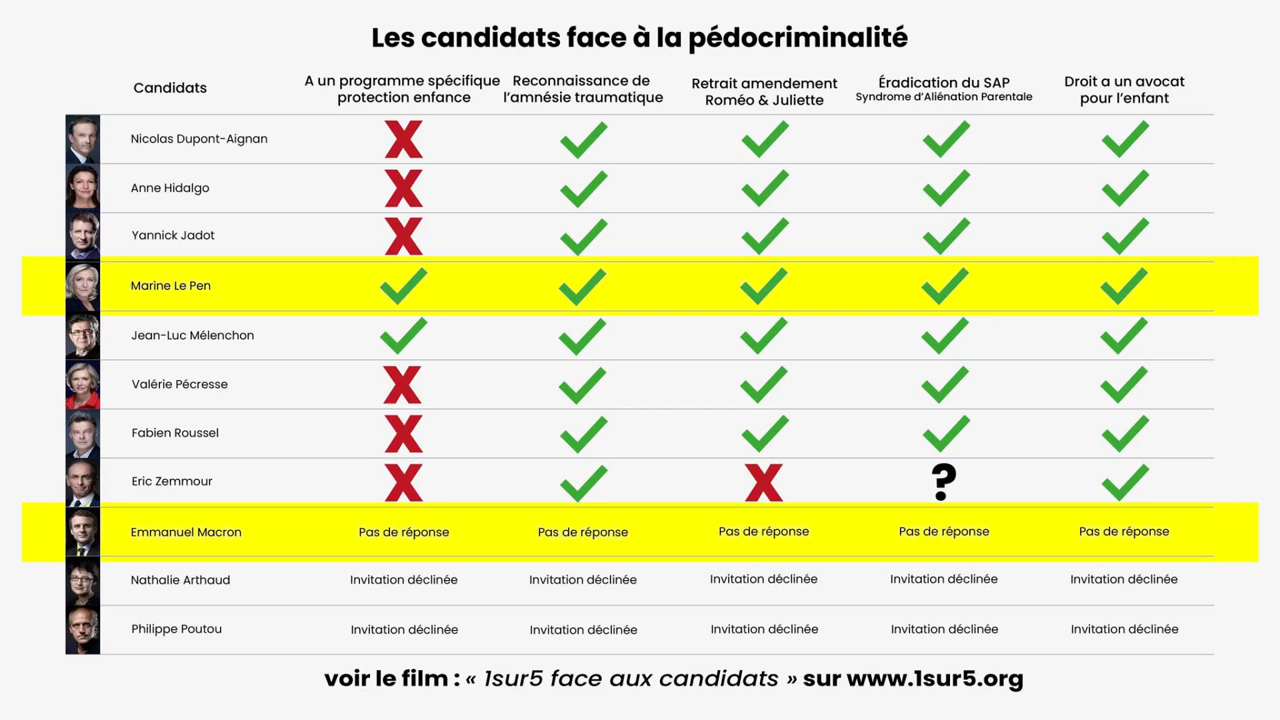 Les candidats face à la pédocriminalité
Candidats
A un programme spécifique protection enfance
Reconnaissance de l'amnésie traumatique
Retrait amendement Roméo & Juliette
Éradication du SAP
Syndrome d'Aliénation Parentale
Droit a un avocat pour l'enfant
Nicolas Dupont-Aignan X ✓ ✓ ✓ ✓
Anne Hidalgo X ✓ ✓ ✓ ✓
Yannick Jadot X ✓ ✓ ✓ ✓
Marine Le Pen ✓ ✓ ✓ ✓ ✓
Jean-Luc Mélenchon ✓ ✓ ✓ ✓ ✓
Valérie Pécresse X ✓ ✓ ✓ ✓
Fabien Roussel X ✓ ✓ ✓ ✓
Eric Zemmour X ✓ X ? ✓
Emmanuel Macron Pas de réponse Pas de réponse Pas de réponse Pas de réponse Pas de réponse
Nathalie Arthaud Invitation déclinée Invitation déclinée Invitation déclinée Invitation déclinée Invitation déclinée
Philippe Poutou Invitation déclinée Invitation déclinée Invitation déclinée Invitation déclinée Invitation déclinée
voir le film : « 1sur5 face aux candidats » sur www.1sur5.org